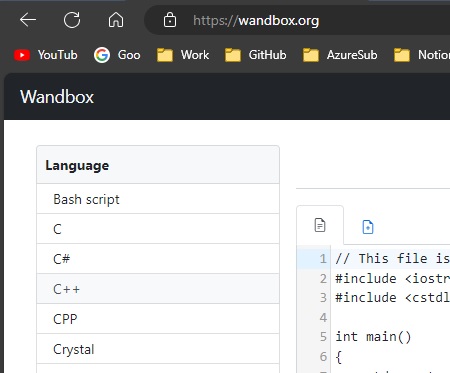 https://wandbox.org
YouTube Goo Work GitHub AzureSub Notion
Wandbox
Language
Bash script
C
C#
C++
CPP
Crystal
1 // This file is
2 #include <iostr
3 #include <cstdl
4
5 int main()
6 {